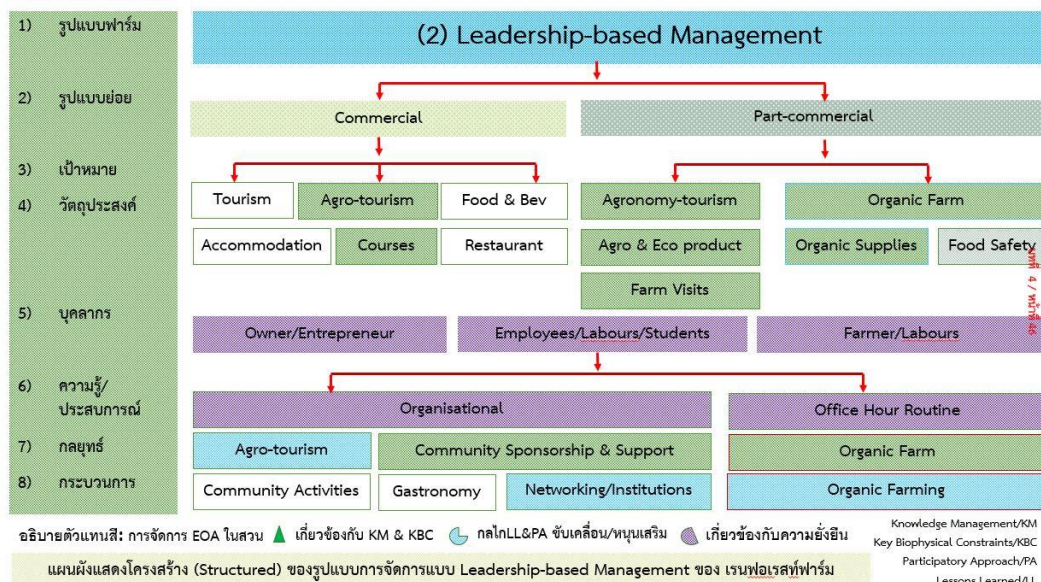 1) รูปแบบฟาร์ม
(2) Leadership-based Management
2) รูปแบบย่อย
Commercial
Part-commercial
3) เป้าหมาย
4) วัตถุประสงค์
Tourism
Agro-tourism
Food & Bev
Agronomy-tourism
Organic Farm
Accommodation
Courses
Restaurant
Agro & Eco product
Organic Supplies
Food Safety
Farm Visits
บทที่ 4 / หน้าที่ 46
5) บุคลากร
Owner/Entrepreneur
Employees/Labours/Students
Farmer/Labours
6) ความรู้/
ประสบการณ์
Organisational
Office Hour Routine
7) กลยุทธ์
Agro-tourism
Community Sponsorship & Support
Organic Farm
8) กระบวนการ
Community Activities
Gastronomy
Networking/Institutions
Organic Farming
อธิบายตัวแทนสี: การจัดการ EOA ในสวน เกี่ยวข้องกับ KM & KBC กลไกLL&PA ขับเคลื่อน/หนุนเสริม เกี่ยวข้องกับความยั่งยืน
Knowledge Management/KM
Key Biophysical Constraints/KBC
Participatory Approach/PA
Lessons Learned/LL
แผนผังแสดงโครงสร้าง (Structured) ของรูปแบบการจัดการแบบ Leadership-based Management ของ เรนฟอเรสท์ฟาร์ม